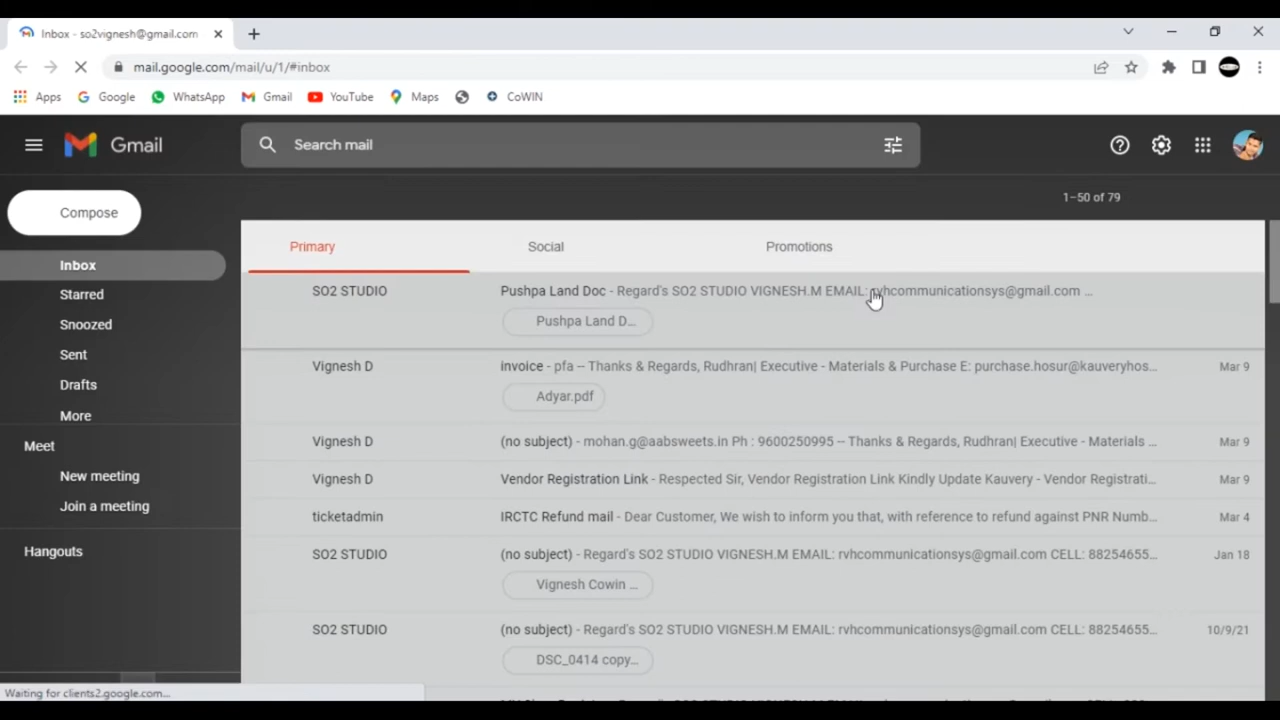 Inbox - so2vignesh@gmail.com
mail.google.com/mail/u/1/#inbox
Apps Google WhatsApp Gmail YouTube Maps CoWIN
Gmail Search mail
1–50 of 79
Compose
Inbox
Starred
Snoozed
Sent
Drafts
More
Meet
New meeting
Join a meeting
Hangouts
Primary Social Promotions
SO2 STUDIO Pushpa Land Doc - Regard's SO2 STUDIO VIGNESH.M EMAIL: rvhcommunicationsys@gmail.com ...
Pushpa Land D...
Vignesh D invoice - pfa -- Thanks & Regards, Rudhran| Executive - Materials & Purchase E: purchase.hosur@kauveryhos... Mar 9
Adyar.pdf
Vignesh D (no subject) - mohan.g@aabsweets.in Ph : 9600250995 -- Thanks & Regards, Rudhran| Executive - Materials ... Mar 9
Vignesh D Vendor Registration Link - Respected Sir, Vendor Registration Link Kindly Update Kauvery - Vendor Registrati... Mar 9
ticketadmin IRCTC Refund mail - Dear Customer, We wish to inform you that, with reference to refund against PNR Numb... Mar 4
SO2 STUDIO (no subject) - Regard's SO2 STUDIO VIGNESH.M EMAIL: rvhcommunicationsys@gmail.com CELL: 88254655... Jan 18
Vignesh Cowin ...
SO2 STUDIO (no subject) - Regard's SO2 STUDIO VIGNESH.M EMAIL: rvhcommunicationsys@gmail.com CELL: 88254655... 10/9/21
DSC_0414 copy...
Waiting for clients2.google.com...